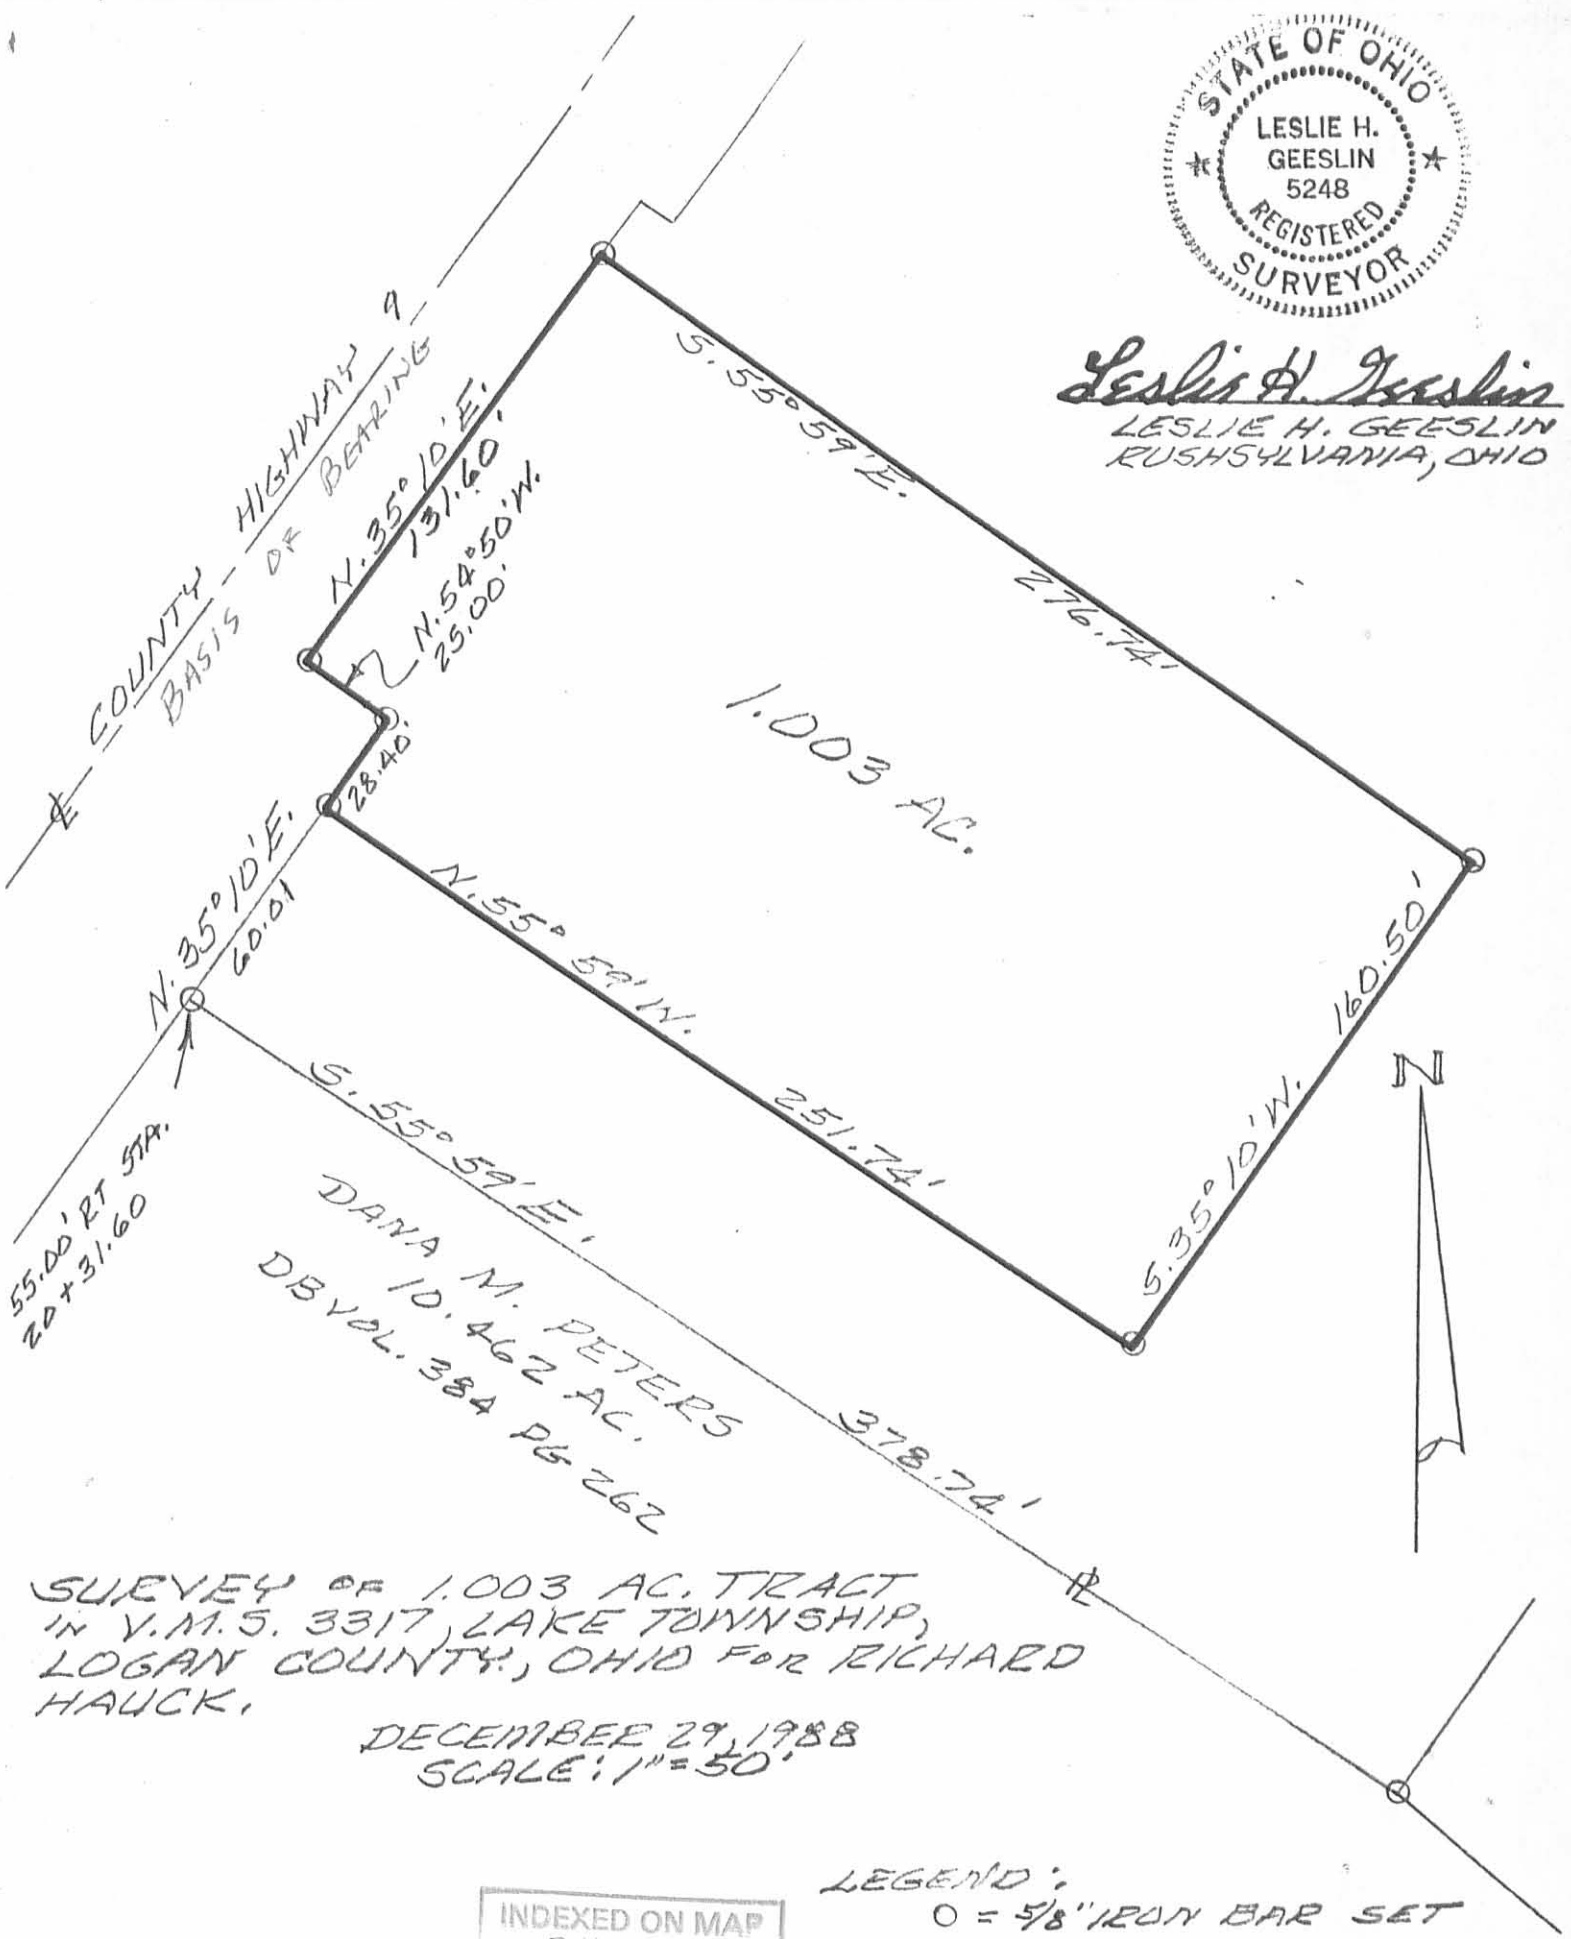 STATE OF OHIO
LESLIE H.
GEESLIN
5248
REGISTERED
SURVEYOR
Leslie H. Geeslin
LESLIE H. GEESLIN
RUSHSYLVANIA, OHIO
COUNTY HIGHWAY 9
BASIS OF BEARING
N. 35° 10' E.
131.60'
N. 54° 50' W.
25.00'
S. 55° 59' E.
276.74'
1.003 AC.
28.40'
N. 35° 10' E.
60.01
N. 55° 59' W.
251.74'
S. 35° 10' W. 160.50'
N
55.00' RT STA.
20+31.60
S. 55° 59' E.
378.74'
DANA M. PETERS
10.462 AC.
DB VOL. 384 PG 262
SURVEY OF 1.003 AC. TRACT
IN V.M.S. 3317, LAKE TOWNSHIP,
LOGAN COUNTY, OHIO FOR RICHARD
HAUCK.
DECEMBER 29, 1988
SCALE: 1" = 50'
LEGEND:
O = 5/8" IRON BAR SET
INDEXED ON MAP